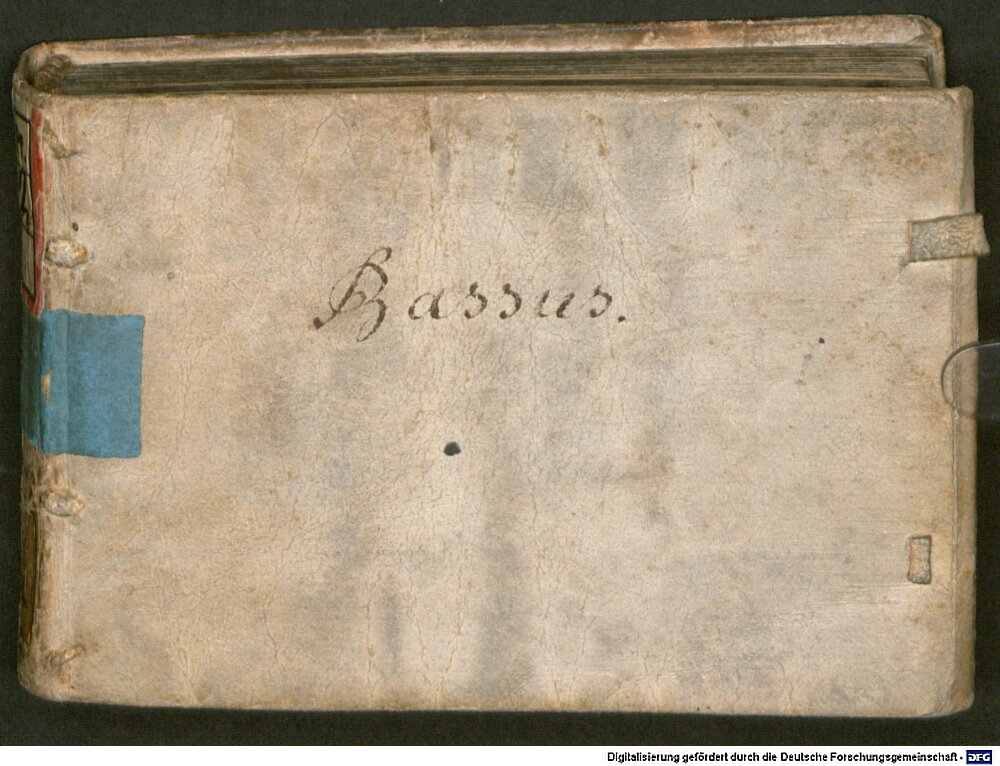 Bassus.
Digitalisierung gefördert durch die Deutsche Forschungsgemeinschaft - DFG